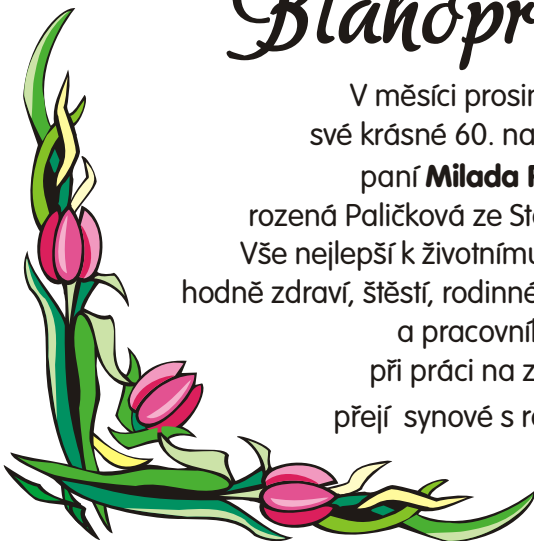 Blahopř
V měsíci prosin
své krásné 60. na
paní Milada
rozená Paličková ze St
Vše nejlepší k životnímu
hodně zdraví, štěstí, rodinné
a pracovní
při práci na z
přejí synové s r